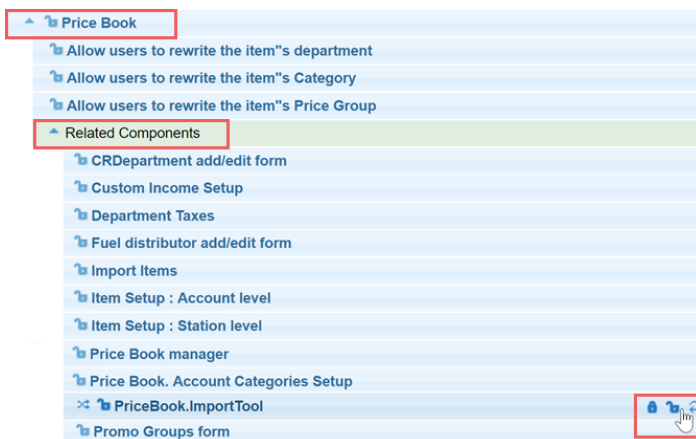 Price Book
Allow users to rewrite the item"s department
Allow users to rewrite the item"s Category
Allow users to rewrite the item"s Price Group
Related Components
CRDepartment add/edit form
Custom Income Setup
Department Taxes
Fuel distributor add/edit form
Import Items
Item Setup : Account level
Item Setup : Station level
Price Book manager
Price Book. Account Categories Setup
PriceBook.ImportTool
Promo Groups form